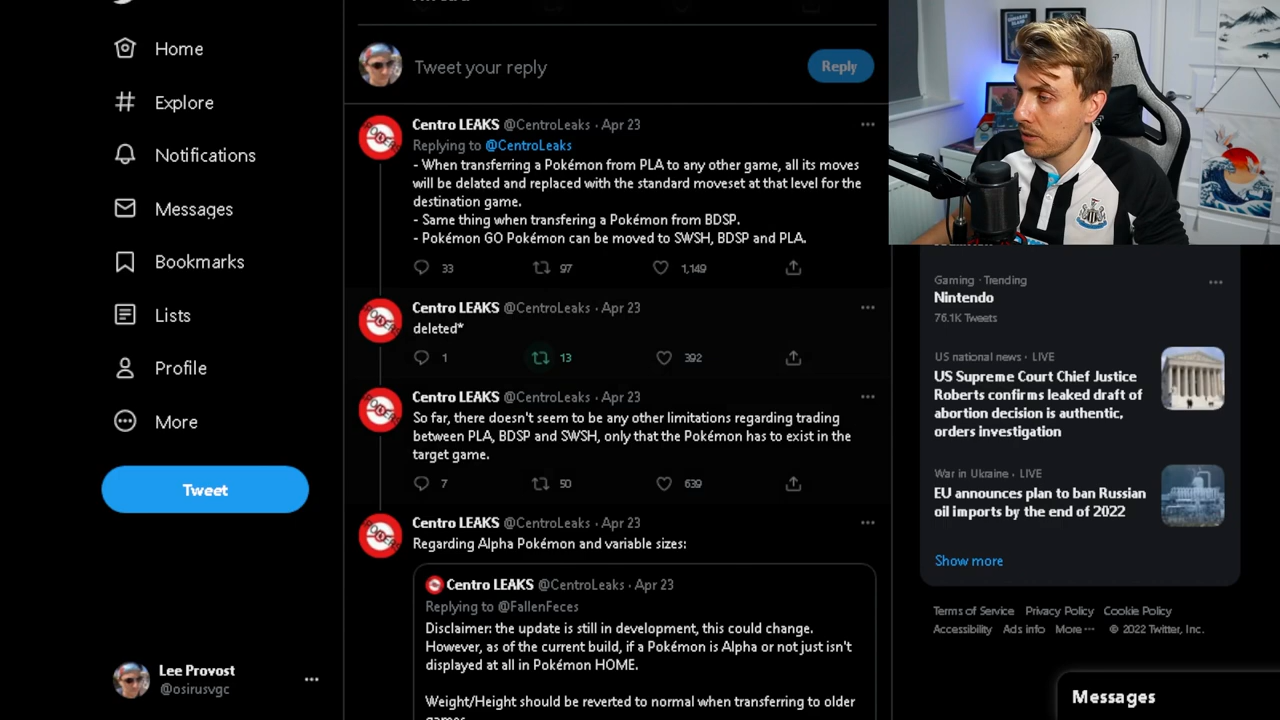 Home
Explore
Notifications
Messages
Bookmarks
Lists
Profile
More
Tweet
Lee Provost
@osirusvgc
Tweet your reply
Reply
Centro LEAKS @CentroLeaks · Apr 23
Replying to @CentroLeaks
- When transferring a Pokémon from PLA to any other game, all its moves
will be delated and replaced with the standard moveset at that level for the
destination game.
- Same thing when transfering a Pokémon from BDSP.
- Pokémon GO Pokémon can be moved to SWSH, BDSP and PLA.
33 97 1,149
Centro LEAKS @CentroLeaks · Apr 23
deleted*
1 13 392
Centro LEAKS @CentroLeaks · Apr 23
So far, there doesn't seem to be any other limitations regarding trading
between PLA, BDSP and SWSH, only that the Pokémon has to exist in the
target game.
7 50 639
Centro LEAKS @CentroLeaks · Apr 23
Regarding Alpha Pokémon and variable sizes:
Centro LEAKS @CentroLeaks · Apr 23
Replying to @FallenFeces
Disclaimer: the update is still in development, this could change.
However, as of the current build, if a Pokémon is Alpha or not just isn't
displayed at all in Pokémon HOME.
Weight/Height should be reverted to normal when transferring to older
games.
Gaming · Trending
Nintendo
76.1K Tweets
US national news · LIVE
US Supreme Court Chief Justice
Roberts confirms leaked draft of
abortion decision is authentic,
orders investigation
War in Ukraine · LIVE
EU announces plan to ban Russian
oil imports by the end of 2022
Show more
Terms of Service Privacy Policy Cookie Policy
Accessibility Ads info More ··· © 2022 Twitter, Inc.
Messages